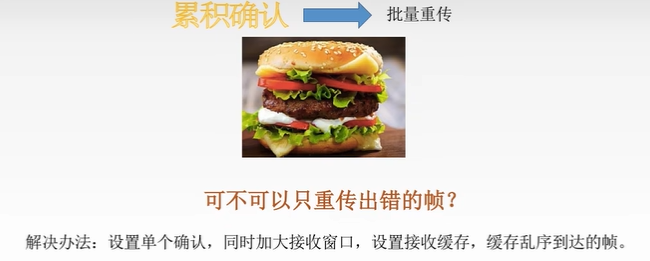 累积确认 批量重传
可不可以只重传出错的帧？
解决办法：设置单个确认，同时加大接收窗口，设置接收缓存，缓存乱序到达的帧。